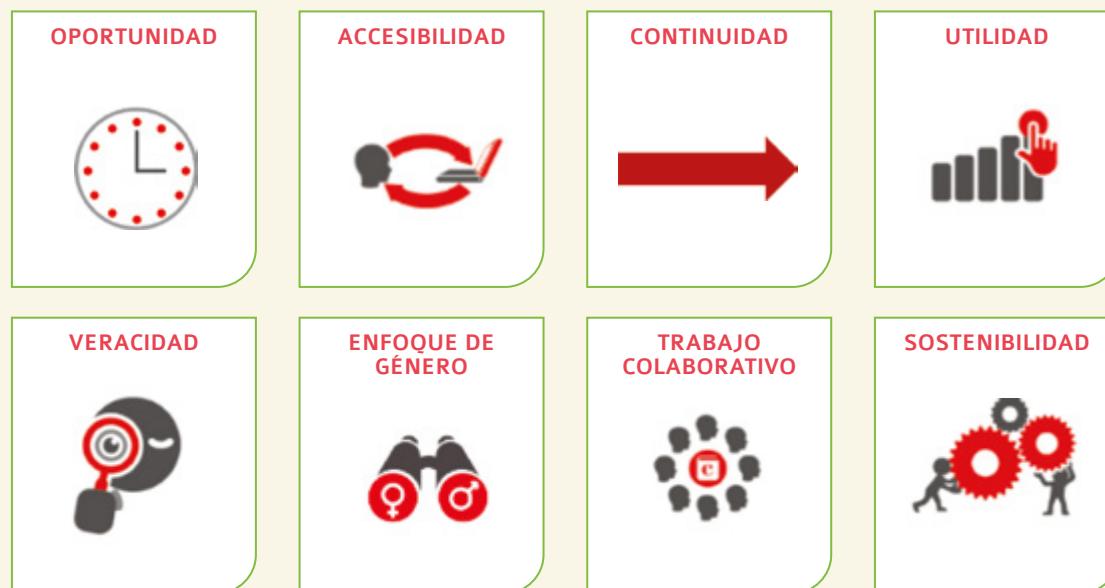 OPORTUNIDAD
ACCESIBILIDAD
CONTINUIDAD
UTILIDAD
VERACIDAD
ENFOQUE DE
GÉNERO
TRABAJO
COLABORATIVO
e
SOSTENIBILIDAD